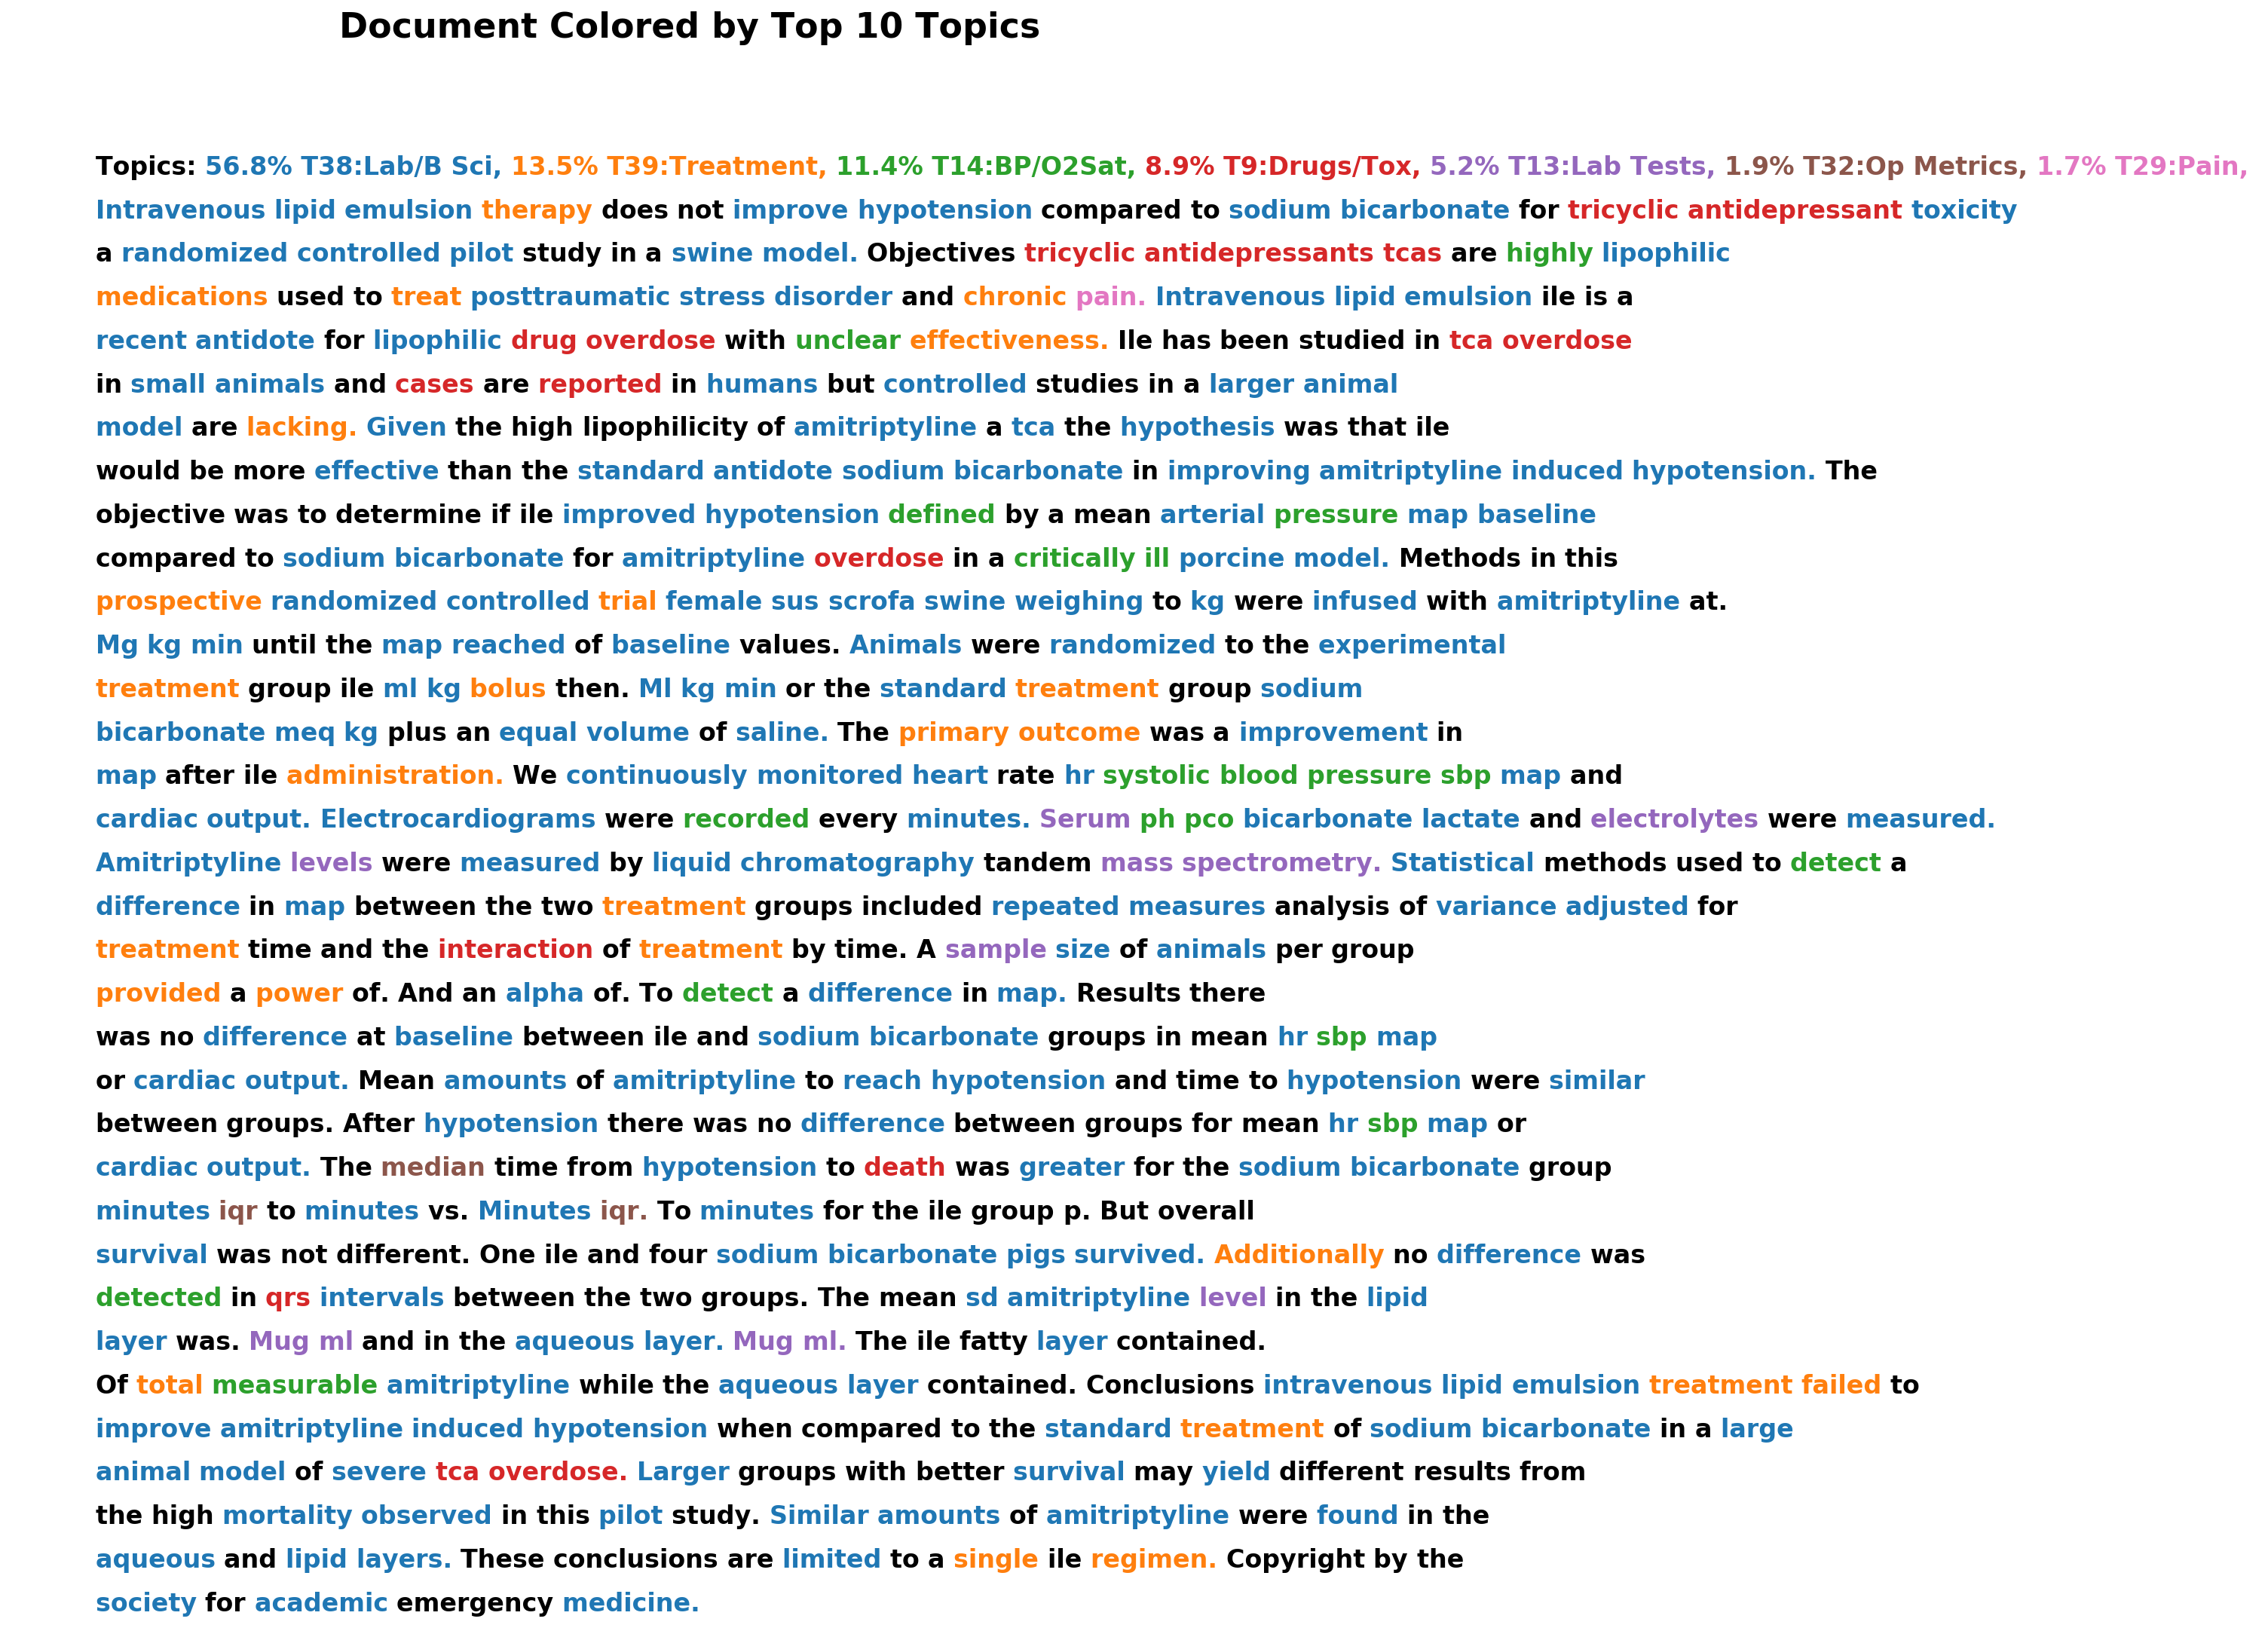 Document Colored by Top 10 Topics
Topics: 56.8% T38:Lab/B Sci, 13.5% T39:Treatment, 11.4% T14:BP/O2Sat, 8.9% T9:Drugs/Tox, 5.2% T13:Lab Tests, 1.9% T32:Op Metrics, 1.7% T29:Pain,
Intravenous lipid emulsion therapy does not improve hypotension compared to sodium bicarbonate for tricyclic antidepressant toxicity
a randomized controlled pilot study in a swine model. Objectives tricyclic antidepressants tcas are highly lipophilic
medications used to treat posttraumatic stress disorder and chronic pain. Intravenous lipid emulsion ile is a
recent antidote for lipophilic drug overdose with unclear effectiveness. Ile has been studied in tca overdose
in small animals and cases are reported in humans but controlled studies in a larger animal
model are lacking. Given the high lipophilicity of amitriptyline a tca the hypothesis was that ile
would be more effective than the standard antidote sodium bicarbonate in improving amitriptyline induced hypotension. The
objective was to determine if ile improved hypotension defined by a mean arterial pressure map baseline
compared to sodium bicarbonate for amitriptyline overdose in a critically ill porcine model. Methods in this
prospective randomized controlled trial female sus scrofa swine weighing to kg were infused with amitriptyline at.
Mg kg min until the map reached of baseline values. Animals were randomized to the experimental
treatment group ile ml kg bolus then. Ml kg min or the standard treatment group sodium
bicarbonate meq kg plus an equal volume of saline. The primary outcome was a improvement in
map after ile administration. We continuously monitored heart rate hr systolic blood pressure sbp map and
cardiac output. Electrocardiograms were recorded every minutes. Serum ph pco bicarbonate lactate and electrolytes were measured.
Amitriptyline levels were measured by liquid chromatography tandem mass spectrometry. Statistical methods used to detect a
difference in map between the two treatment groups included repeated measures analysis of variance adjusted for
treatment time and the interaction of treatment by time. A sample size of animals per group
provided a power of. And an alpha of. To detect a difference in map. Results there
was no difference at baseline between ile and sodium bicarbonate groups in mean hr sbp map
or cardiac output. Mean amounts of amitriptyline to reach hypotension and time to hypotension were similar
between groups. After hypotension there was no difference between groups for mean hr sbp map or
cardiac output. The median time from hypotension to death was greater for the sodium bicarbonate group
minutes iqr to minutes vs. Minutes iqr. To minutes for the ile group p. But overall
survival was not different. One ile and four sodium bicarbonate pigs survived. Additionally no difference was
detected in qrs intervals between the two groups. The mean sd amitriptyline level in the lipid
layer was. Mug ml and in the aqueous layer. Mug ml. The ile fatty layer contained.
Of total measurable amitriptyline while the aqueous layer contained. Conclusions intravenous lipid emulsion treatment failed to
improve amitriptyline induced hypotension when compared to the standard treatment of sodium bicarbonate in a large
animal model of severe tca overdose. Larger groups with better survival may yield different results from
the high mortality observed in this pilot study. Similar amounts of amitriptyline were found in the
aqueous and lipid layers. These conclusions are limited to a single ile regimen. Copyright by the
society for academic emergency medicine.